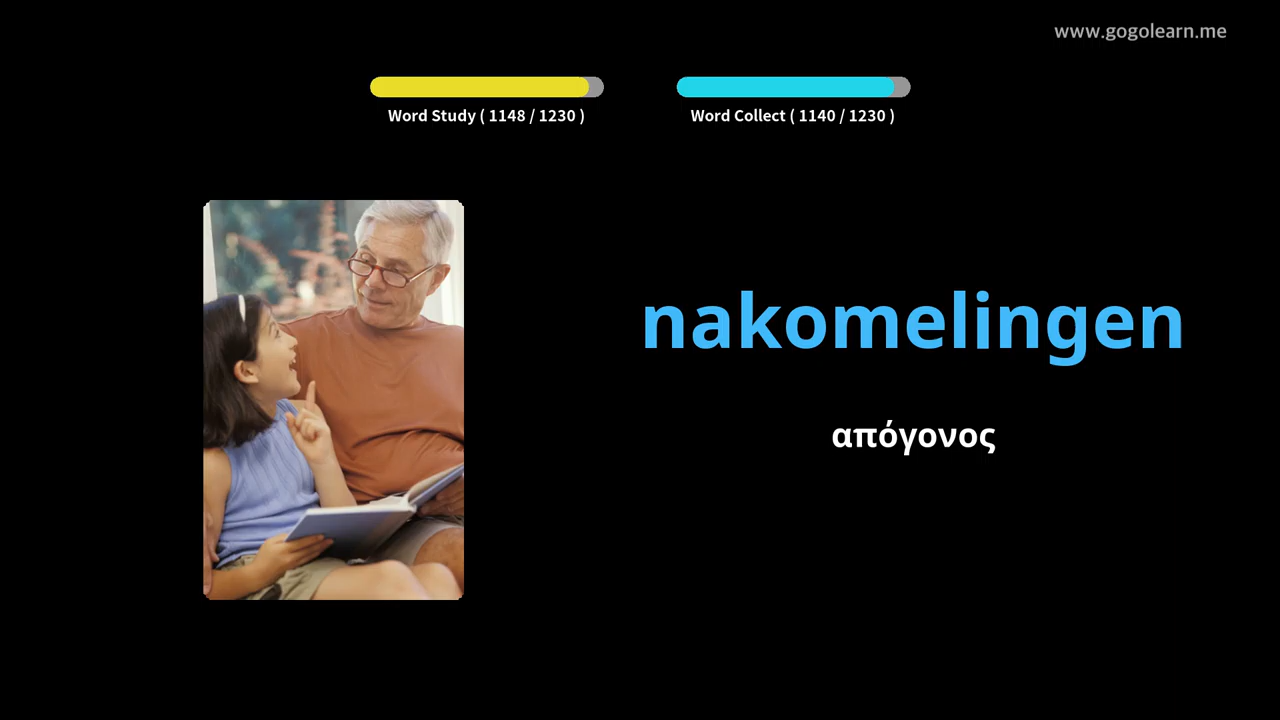 www.gogolearn.me
Word Study ( 1148 / 1230 )
Word Collect ( 1140 / 1230 )
nakomelingen
απόγονος